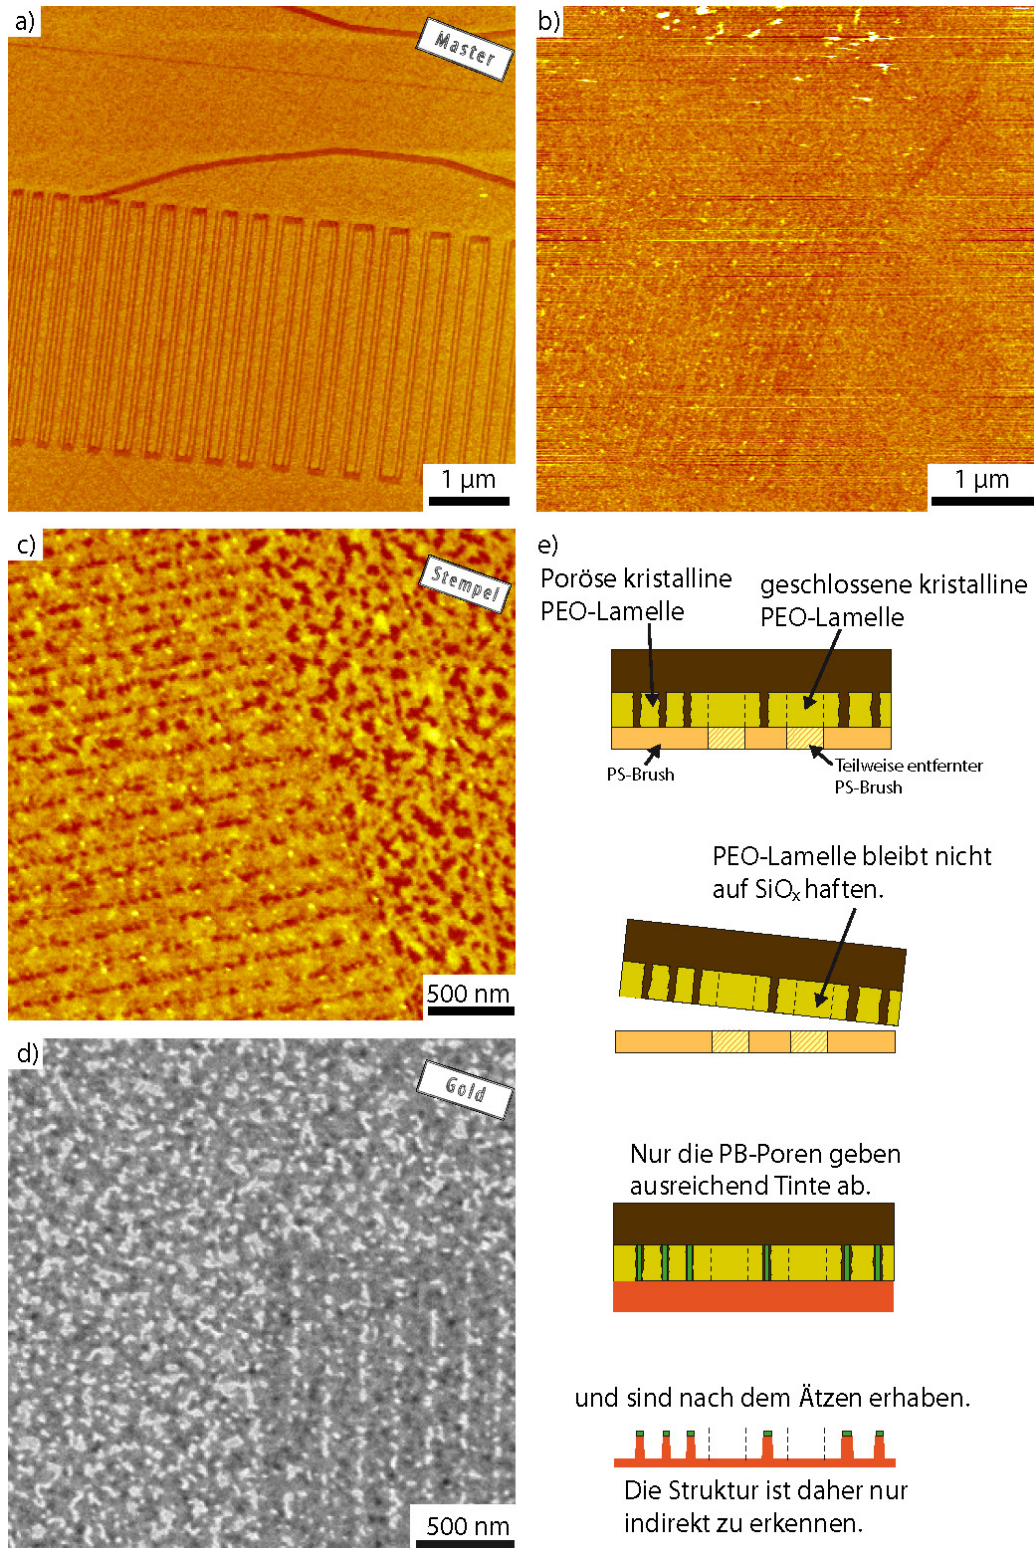 a)
Master
1 µm
b)
1 µm
c)
Stempel
500 nm
d)
Gold
500 nm
e)
Poröse kristalline
PEO-Lamelle
geschlossene kristalline
PEO-Lamelle
PS-Brush
Teilweise entfernter
PS-Brush
PEO-Lamelle bleibt nicht
auf SiOₓ haften.
Nur die PB-Poren geben
ausreichend Tinte ab.
und sind nach dem Ätzen erhaben.
Die Struktur ist daher nur
indirekt zu erkennen.